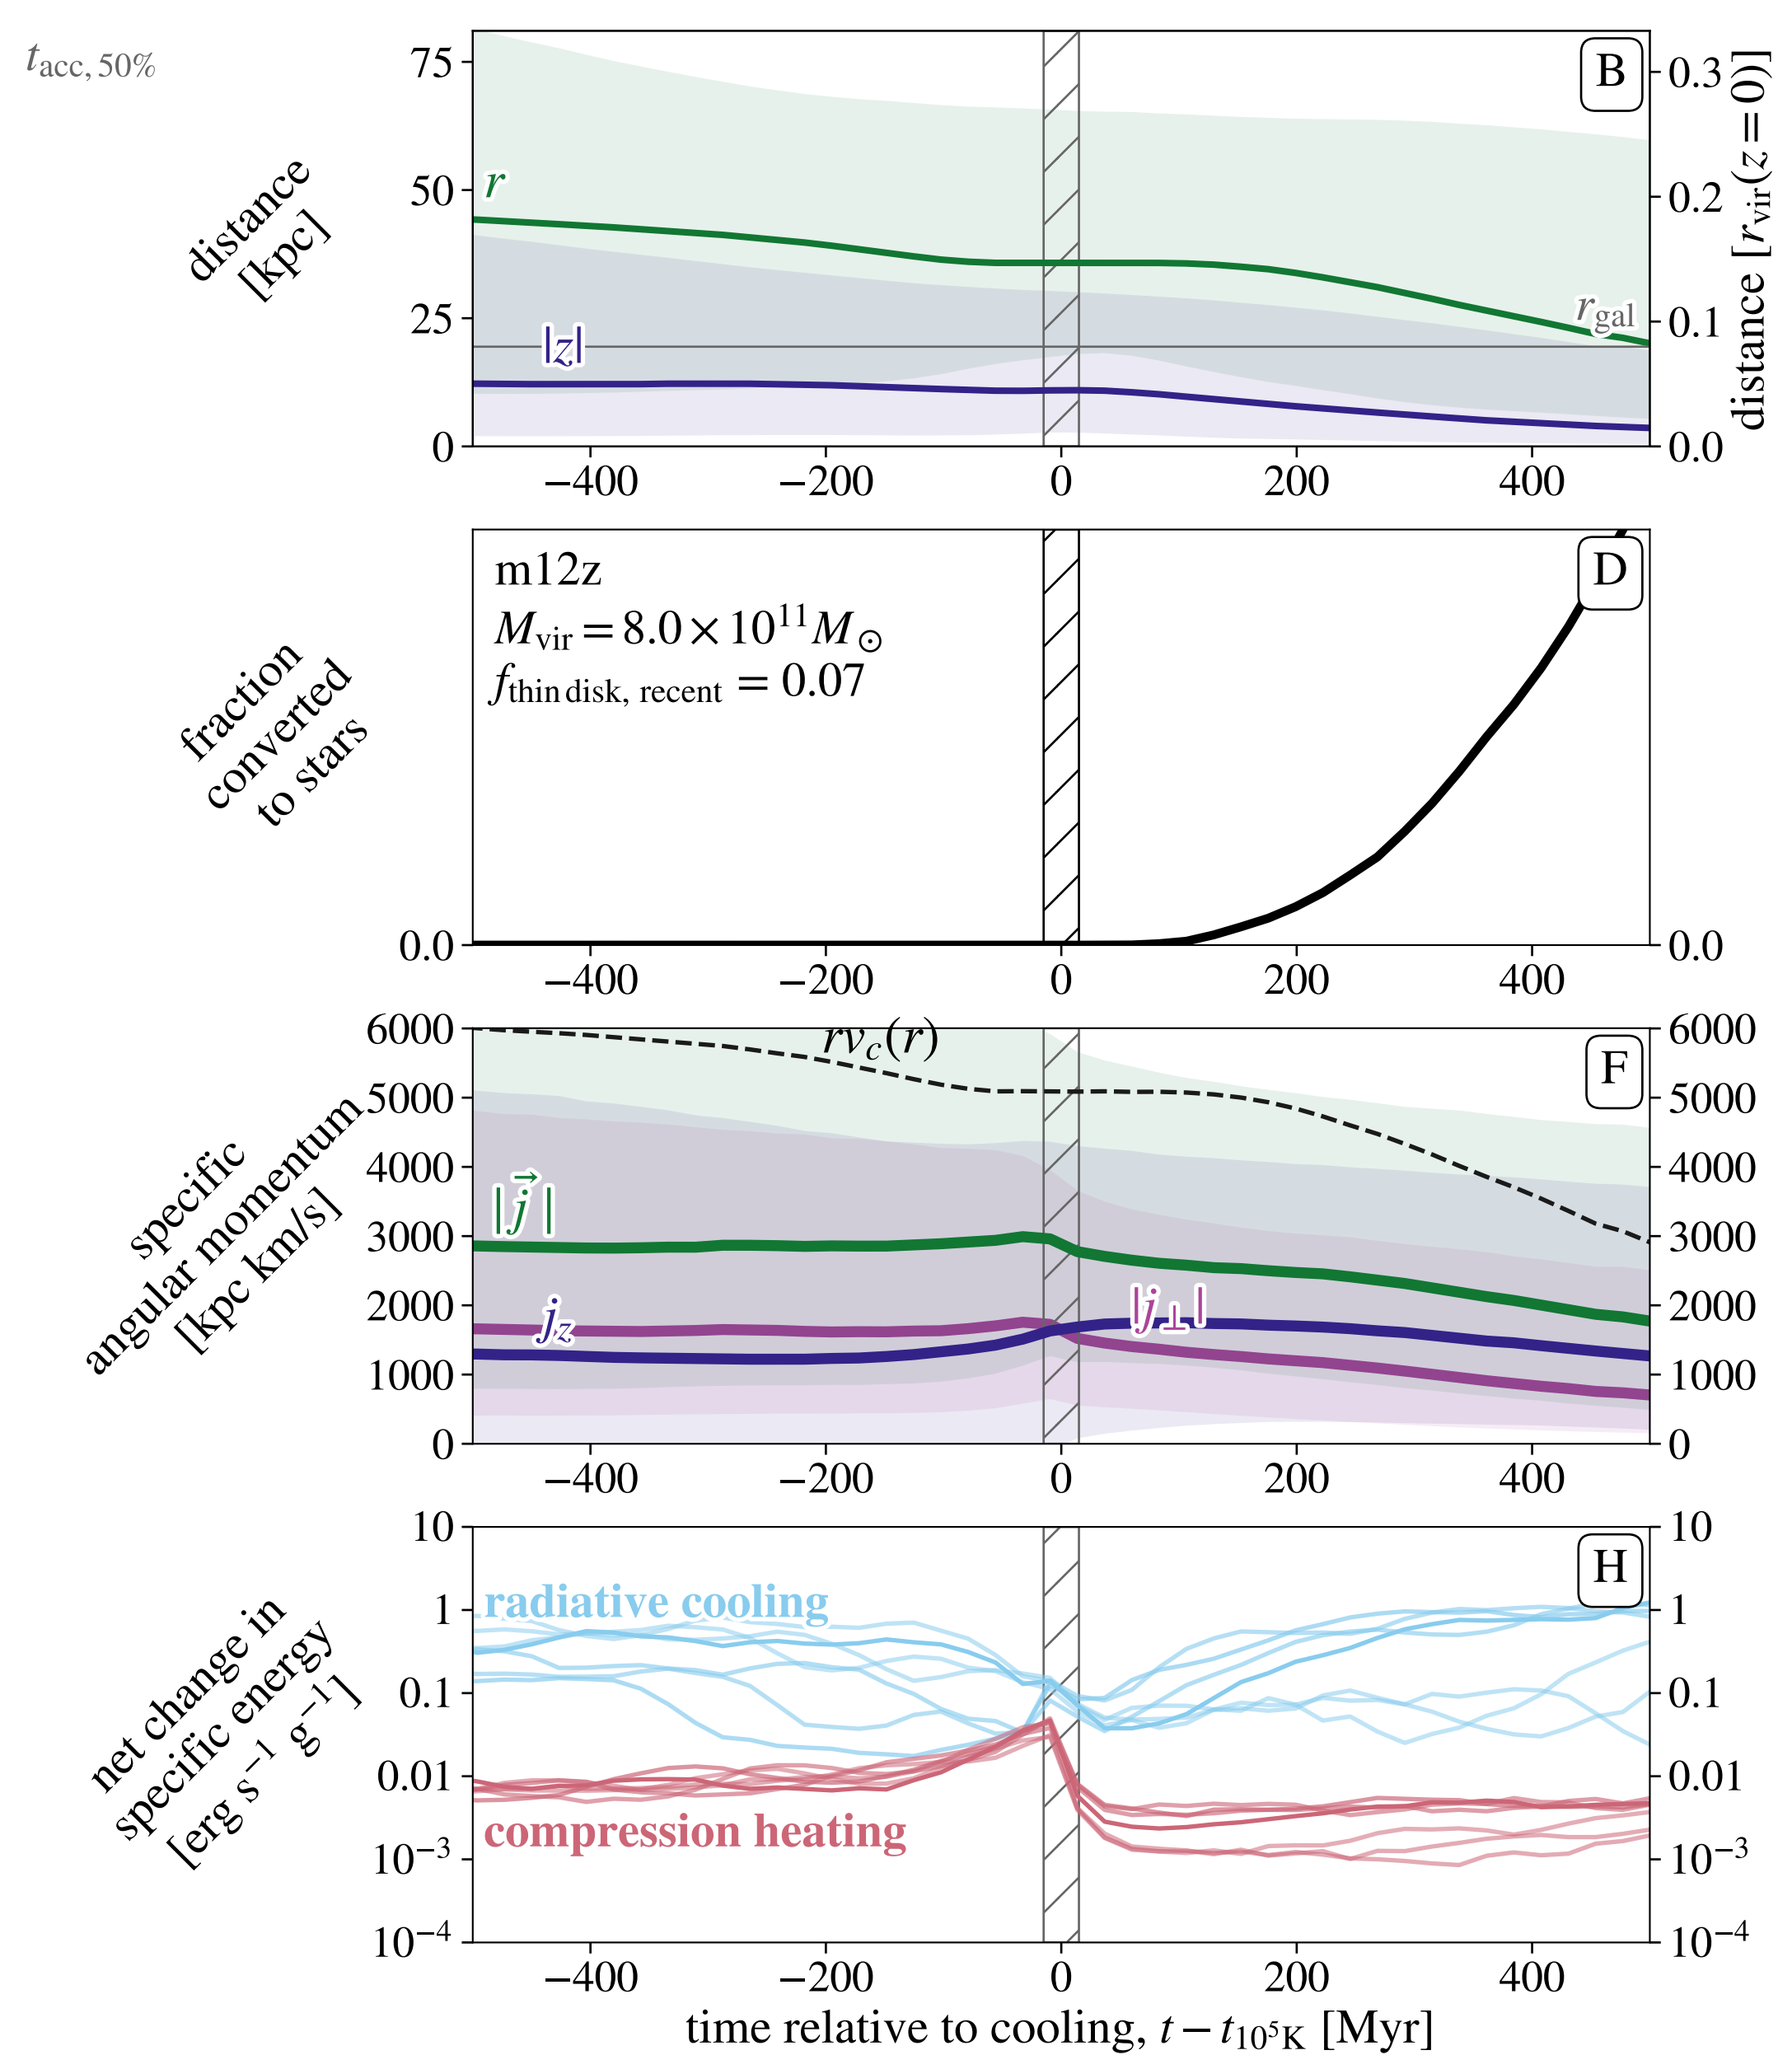 t_acc, 50%
distance
[kpc]
75
50
25
0
r
|z|
r_gal
B
0.3
0.2
0.1
0.0
distance [r_vir(z = 0)]
−400 −200 0 200 400
fraction
converted
to stars
m12z
M_vir = 8.0 × 10^11 M_⊙
f_thin disk, recent = 0.07
D
0.0
0.0
−400 −200 0 200 400
specific
angular momentum
[kpc km/s]
6000
5000
4000
3000
2000
1000
0
rv_c(r)
|j⃗|
j_z
|j_⊥|
F
6000
5000
4000
3000
2000
1000
0
−400 −200 0 200 400
net change in
specific energy
[erg s^−1 g^−1]
10
1
0.1
0.01
10^−3
10^−4
radiative cooling
compression heating
H
10
1
0.1
0.01
10^−3
10^−4
−400 −200 0 200 400
time relative to cooling, t − t_10^5K [Myr]